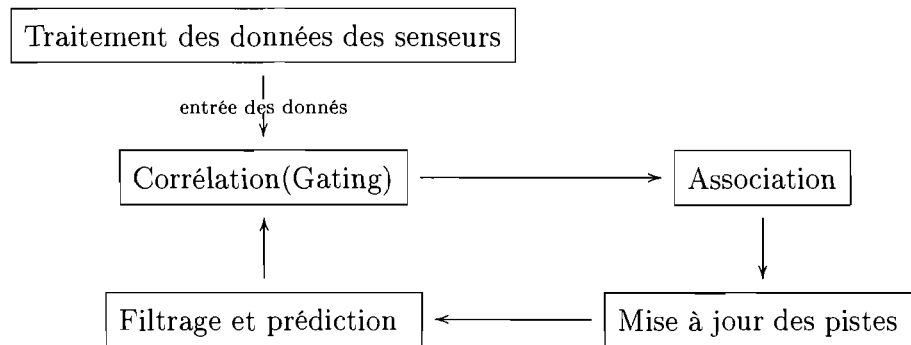 Traitement des données des senseurs
entrée des donnés
Corrélation(Gating)
Association
Filtrage et prédiction
Mise à jour des pistes